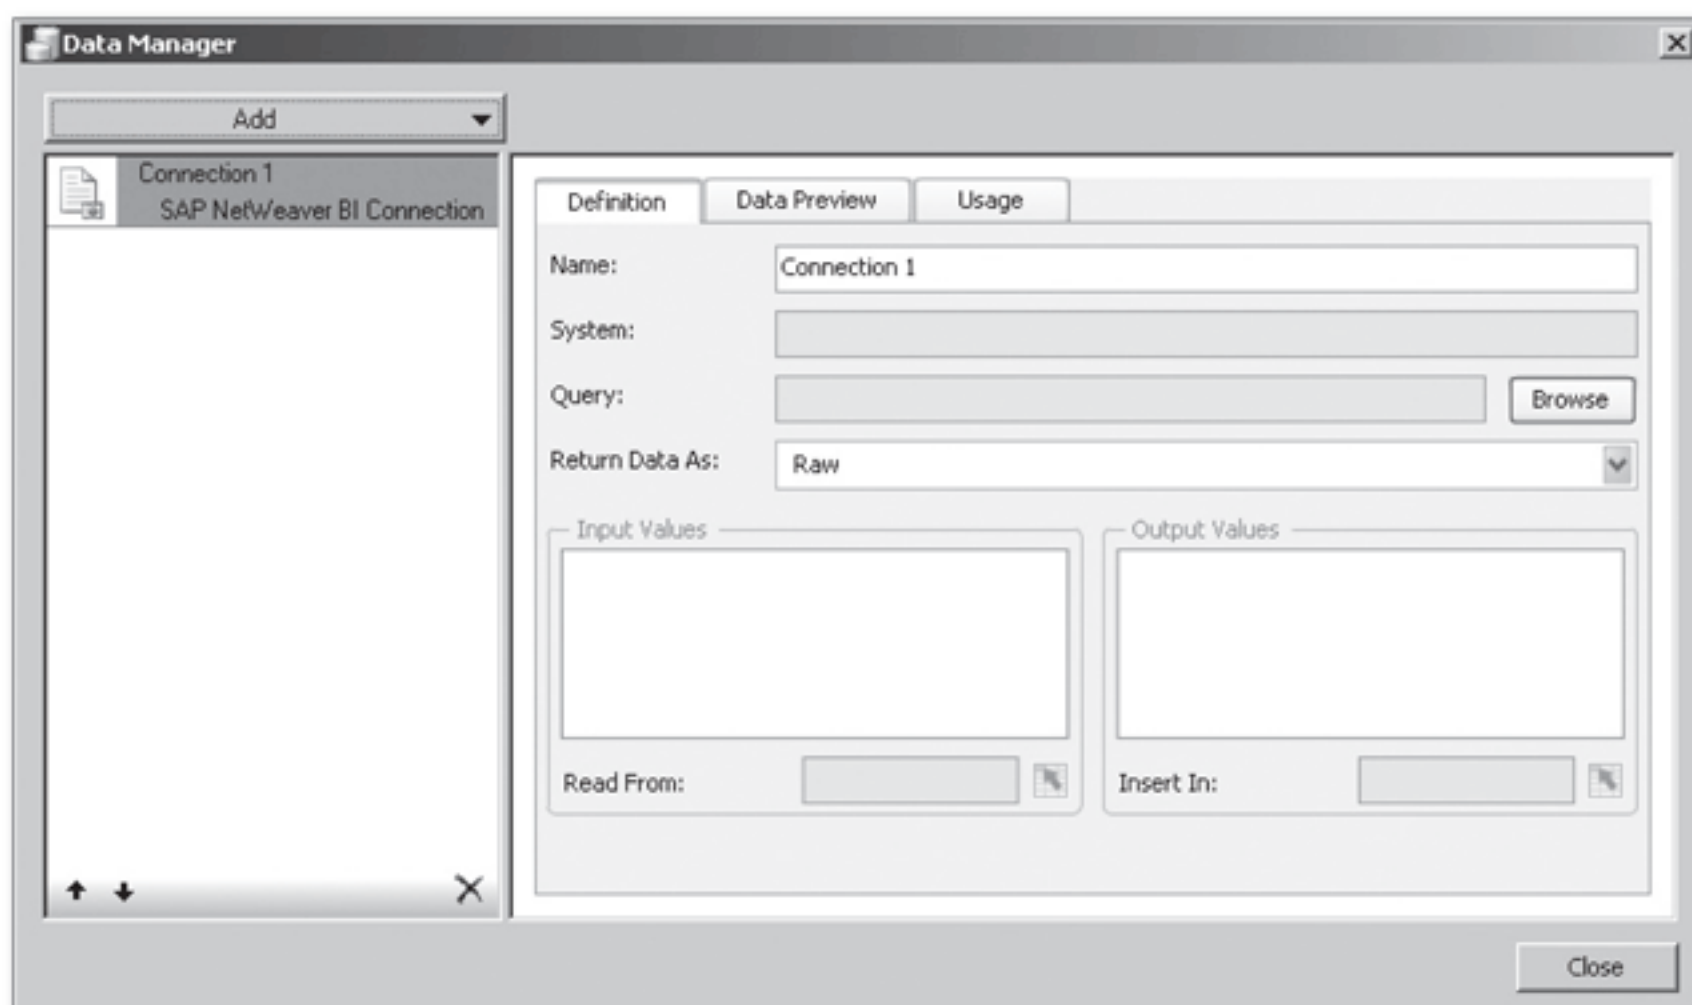 Data Manager
Add
Connection 1
SAP NetWeaver BI Connection
Definition
Data Preview
Usage
Name:
Connection 1
System:
Query:
Browse
Return Data As:
Raw
Input Values
Output Values
Read From:
Insert In:
Close